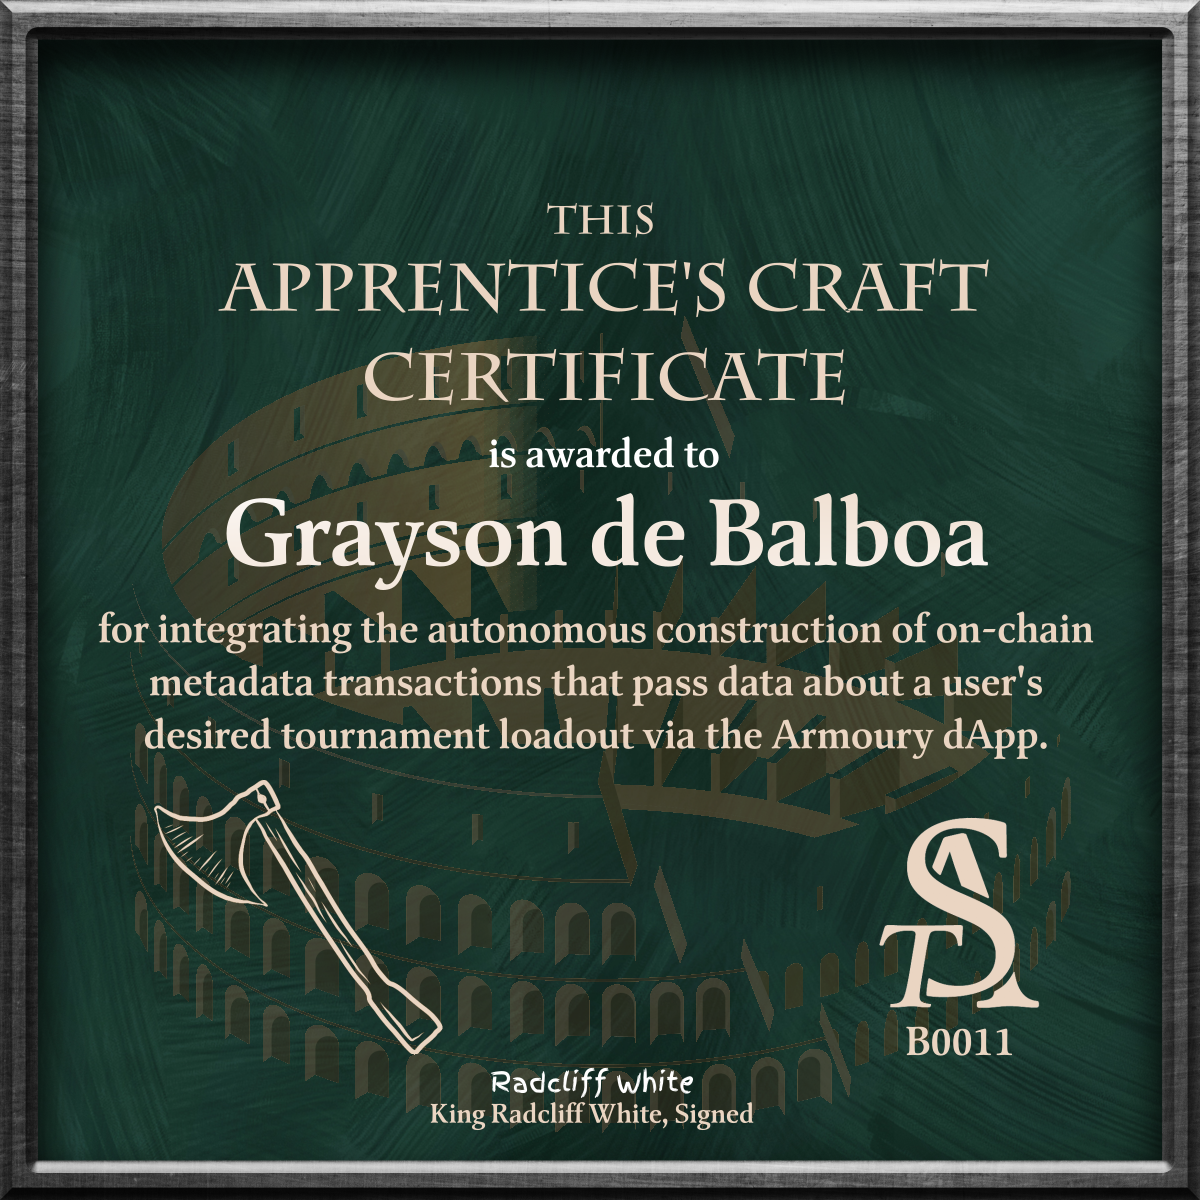 THIS
APPRENTICE'S CRAFT
CERTIFICATE
is awarded to
Grayson de Balboa
for integrating the autonomous construction of on-chain
metadata transactions that pass data about a user's
desired tournament loadout via the Armoury dApp.
TSA
B0011
Radcliff White
King Radcliff White, Signed